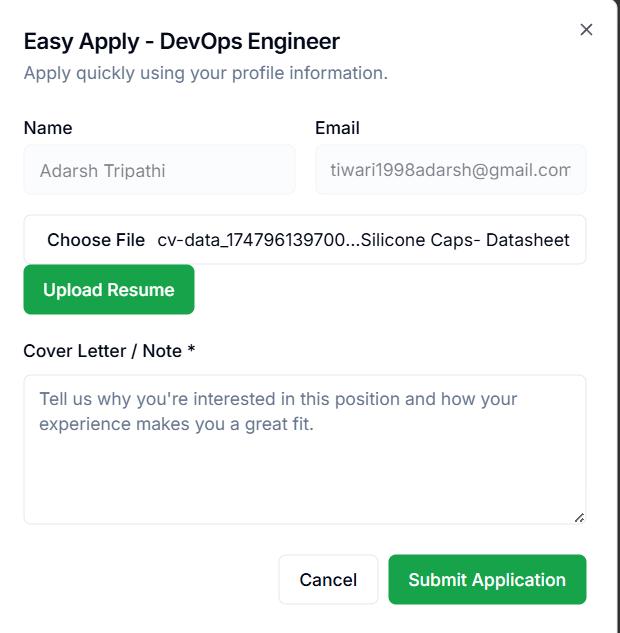 Easy Apply - DevOps Engineer
Apply quickly using your profile information.
Name Email
Adarsh Tripathi tiwari1998adarsh@gmail.com
Choose File cv-data_174796139700...Silicone Caps- Datasheet
Upload Resume
Cover Letter / Note *
Tell us why you're interested in this position and how your
experience makes you a great fit.
Cancel Submit Application